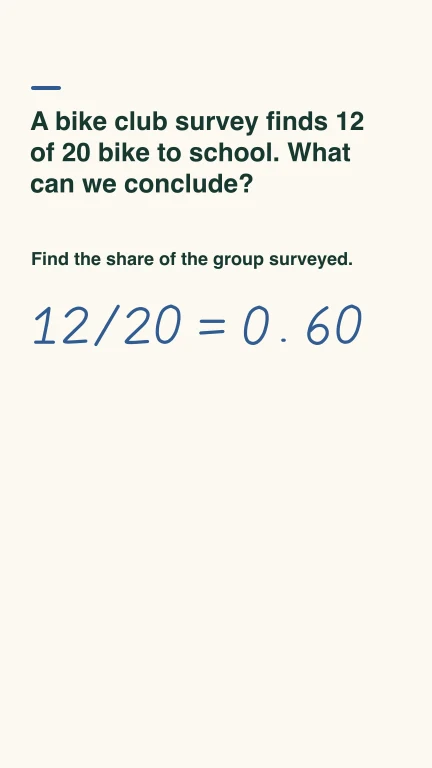 A bike club survey finds 12
of 20 bike to school. What
can we conclude?
Find the share of the group surveyed.
12/20 = 0.60